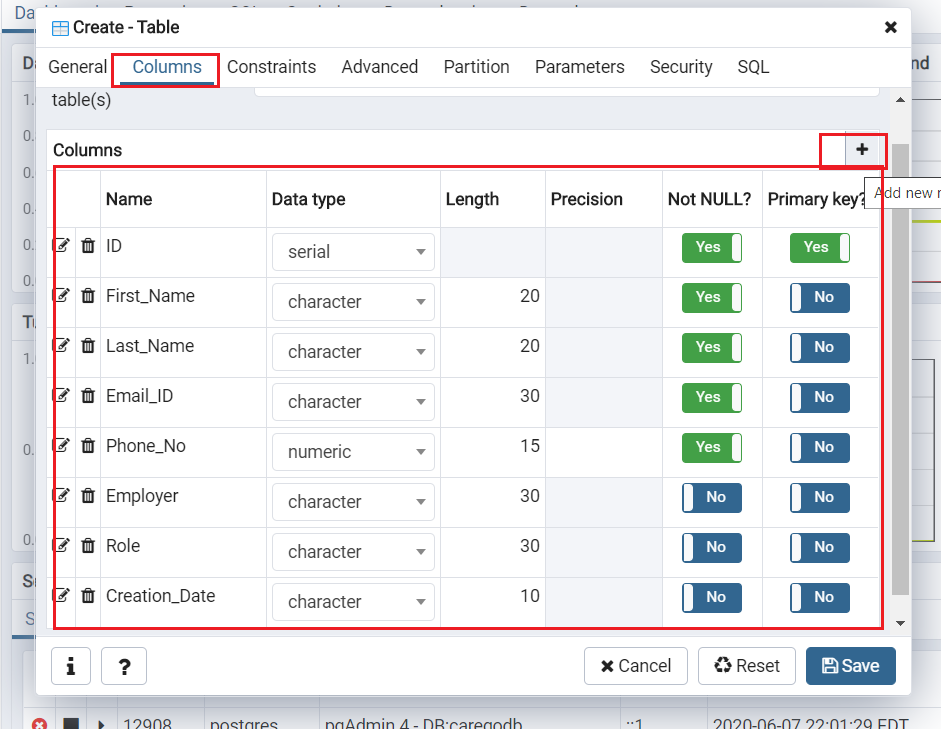 Create - Table
General Columns Constraints Advanced Partition Parameters Security SQL
table(s)
Columns
Add new
Name Data type Length Precision Not NULL? Primary key?
ID serial Yes Yes
First_Name character 20 Yes No
Last_Name character 20 Yes No
Email_ID character 30 Yes No
Phone_No numeric 15 Yes No
Employer character 30 No No
Role character 30 No No
Creation_Date character 10 No No
i ? Cancel Reset Save
12908 postgres pgAdmin 4 - DB:caregodb ::1 2020-06-07 22:01:29 EDT